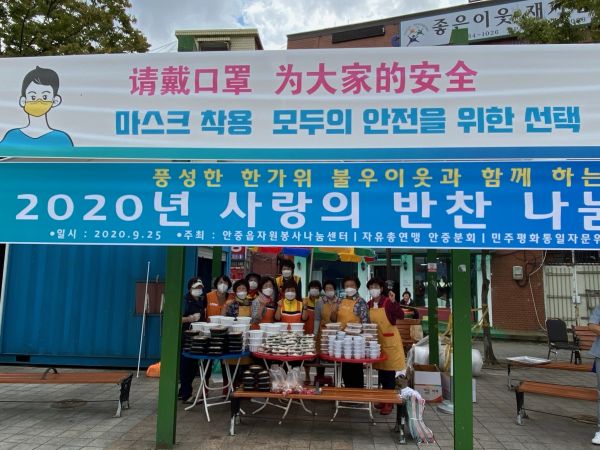 좋은이웃
请戴口罩 为大家的安全
마스크 착용 모두의 안전을 위한 선택
풍성한 한가위 불우이웃과 함께 하는
2020년 사랑의 반찬 나눔
•일시 : 2020.9.25 •주최 : 안중읍자원봉사나눔센터 | 자유총연맹 안중분회 | 민주평화통일자문위